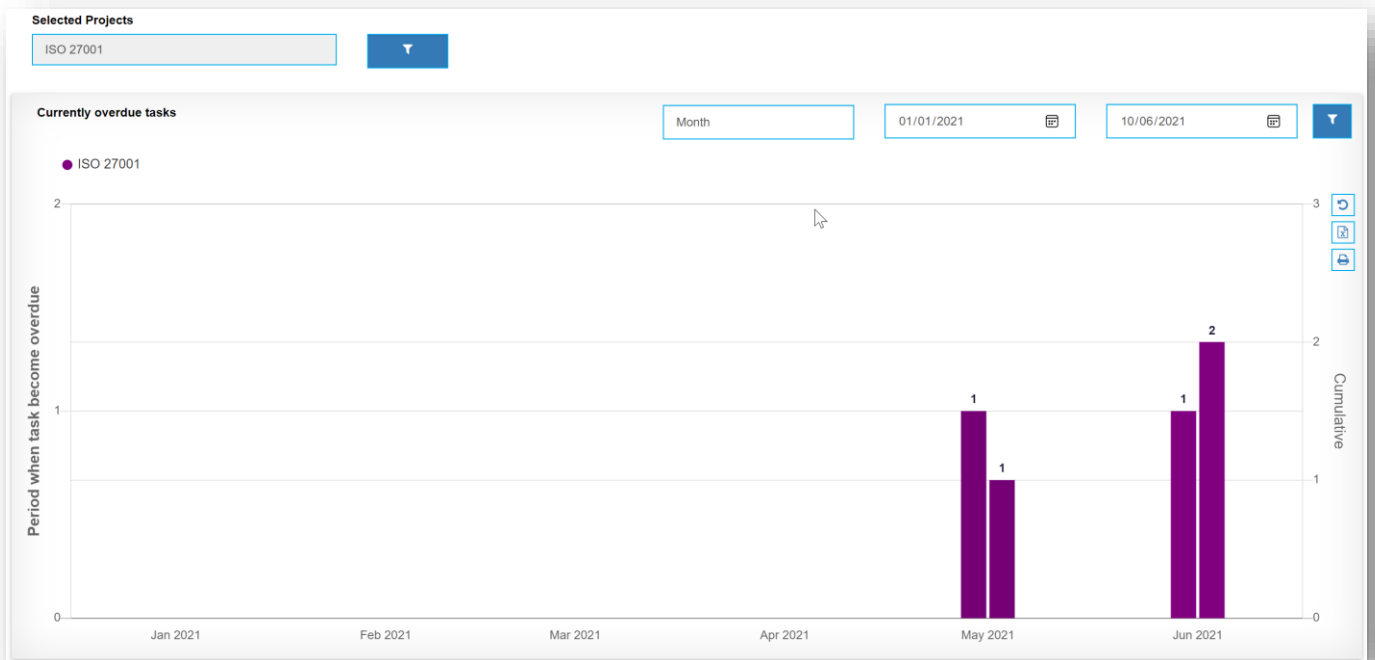 Selected Projects
ISO 27001
Currently overdue tasks
Month
01/01/2021
10/06/2021
ISO 27001
2
3
2
1
1
0
0
Period when task become overdue
Cumulative
1
1
1
2
Jan 2021
Feb 2021
Mar 2021
Apr 2021
May 2021
Jun 2021